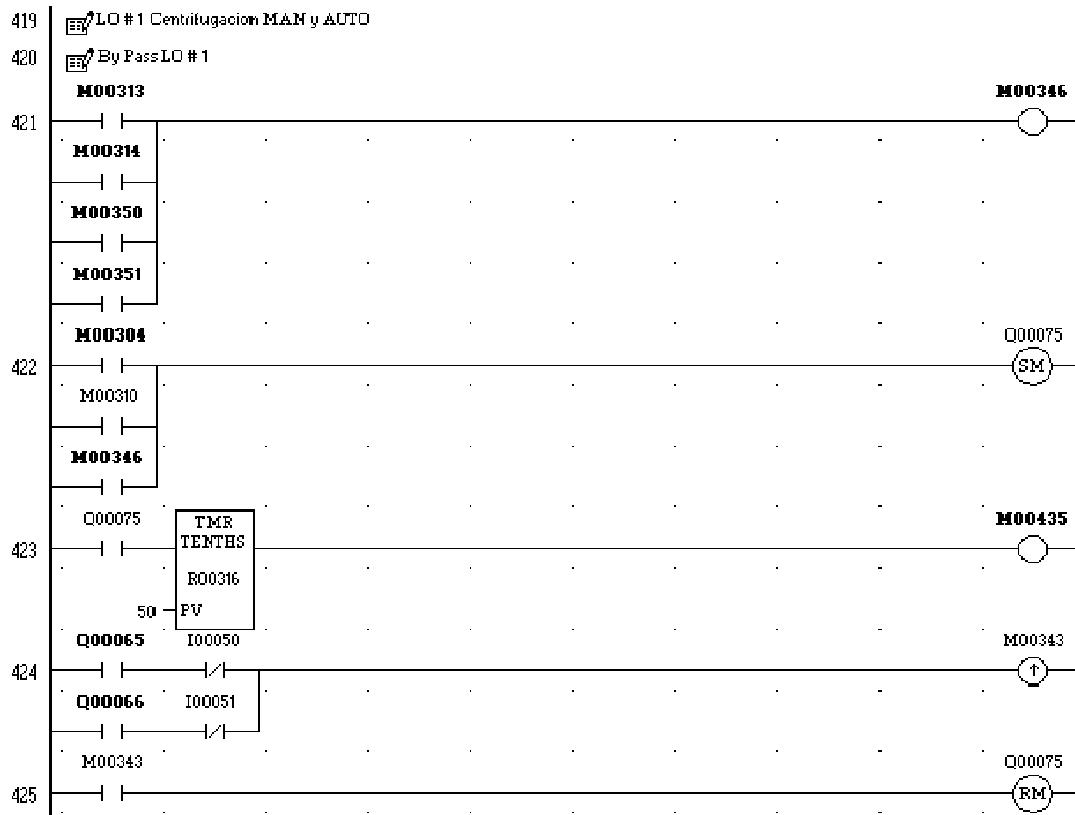 419 LO # 1 Centrifugacion MAN y AUTO
420 By Pass LO # 1
M00313 M00346
421
M00314
M00350
M00351
M00304 Q00075
422 SM
M00310
M00346
Q00075 TMR M00435
423 TENTHS
R00316
50 PV
Q00065 I00050 M00343
424 ↑
Q00066 I00051
M00343 Q00075
425 RM